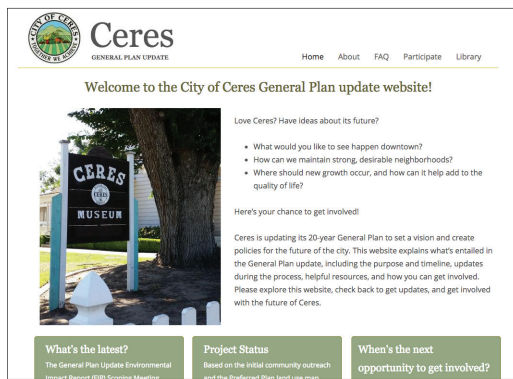 CITY OF CERES
TOGETHER WE ACHIEVE
Ceres
GENERAL PLAN UPDATE
Home About FAQ Participate Library
Welcome to the City of Ceres General Plan update website!
CERES
MUSEUM
Love Ceres? Have ideas about its future?
• What would you like to see happen downtown?
• How can we maintain strong, desirable neighborhoods?
• Where should new growth occur, and how can it help add to the
quality of life?
Here's your chance to get involved!
Ceres is updating its 20-year General Plan to set a vision and create
policies for the future of the city. This website explains what's entailed in
the General Plan update, including the purpose and timeline, updates
during the process, helpful resources, and how you can get involved.
Please explore this website, check back to get updates, and get involved
with the future of Ceres.
What's the latest?
The General Plan Update Environmental
Impact Report (EIR) Scoping Meeting
Project Status
Based on the initial community outreach
and the Preferred Plan land use map
When's the next
opportunity to get involved?